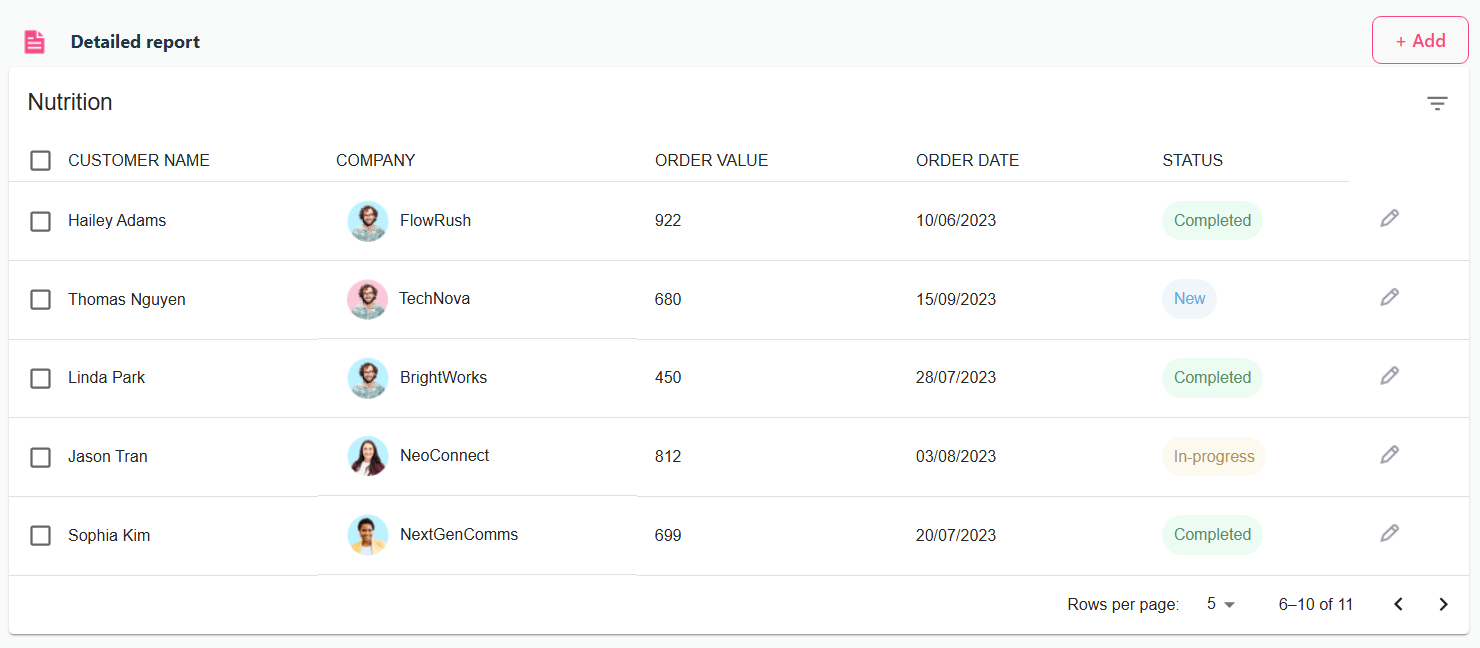 Detailed report
+ Add
Nutrition
CUSTOMER NAME COMPANY ORDER VALUE ORDER DATE STATUS
Hailey Adams FlowRush 922 10/06/2023 Completed
Thomas Nguyen TechNova 680 15/09/2023 New
Linda Park BrightWorks 450 28/07/2023 Completed
Jason Tran NeoConnect 812 03/08/2023 In-progress
Sophia Kim NextGenComms 699 20/07/2023 Completed
Rows per page: 5 6–10 of 11